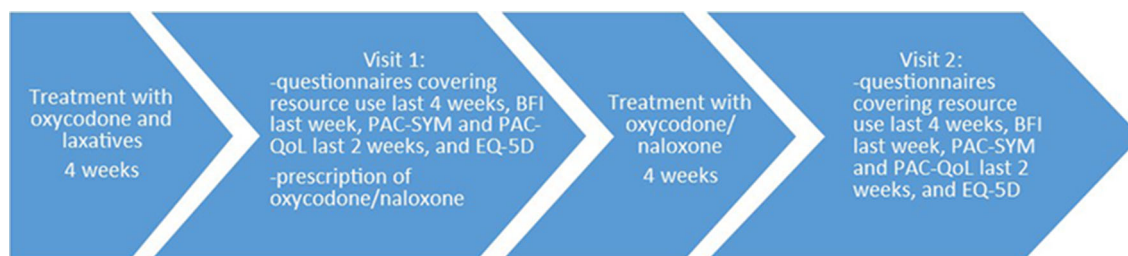 Treatment with
oxycodone and
laxatives
4 weeks
Visit 1:
-questionnaires covering
resource use last 4 weeks, BFI
last week, PAC-SYM and PAC-
QoL last 2 weeks, and EQ-5D
-prescription of
oxycodone/naloxone
Treatment with
oxycodone/
naloxone
4 weeks
Visit 2:
-questionnaires
covering resource
use last 4 weeks, BFI
last week, PAC-SYM
and PAC-QoL last 2
weeks, and EQ-5D